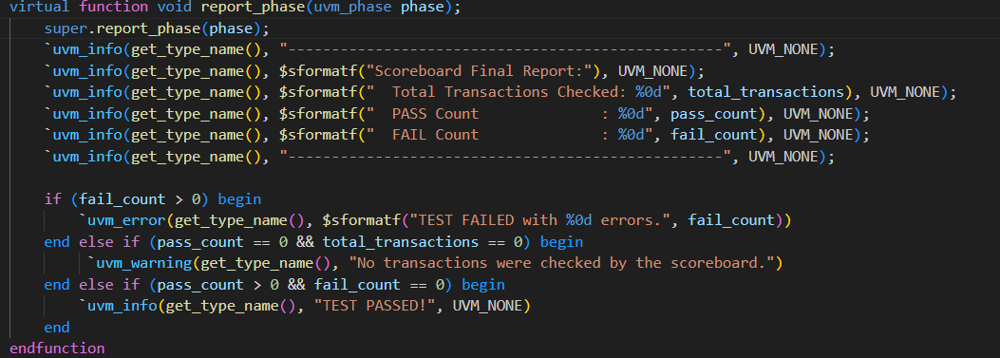 virtual function void report_phase(uvm_phase phase);
    super.report_phase(phase);
    `uvm_info(get_type_name(), "--------------------------------------------------", UVM_NONE);
    `uvm_info(get_type_name(), $sformatf("Scoreboard Final Report:"), UVM_NONE);
    `uvm_info(get_type_name(), $sformatf("  Total Transactions Checked: %0d", total_transactions), UVM_NONE);
    `uvm_info(get_type_name(), $sformatf("  PASS Count              : %0d", pass_count), UVM_NONE);
    `uvm_info(get_type_name(), $sformatf("  FAIL Count              : %0d", fail_count), UVM_NONE);
    `uvm_info(get_type_name(), "--------------------------------------------------", UVM_NONE);

    if (fail_count > 0) begin
        `uvm_error(get_type_name(), $sformatf("TEST FAILED with %0d errors.", fail_count))
    end else if (pass_count == 0 && total_transactions == 0) begin
         `uvm_warning(get_type_name(), "No transactions were checked by the scoreboard.")
    end else if (pass_count > 0 && fail_count == 0) begin
        `uvm_info(get_type_name(), "TEST PASSED!", UVM_NONE)
    end
endfunction